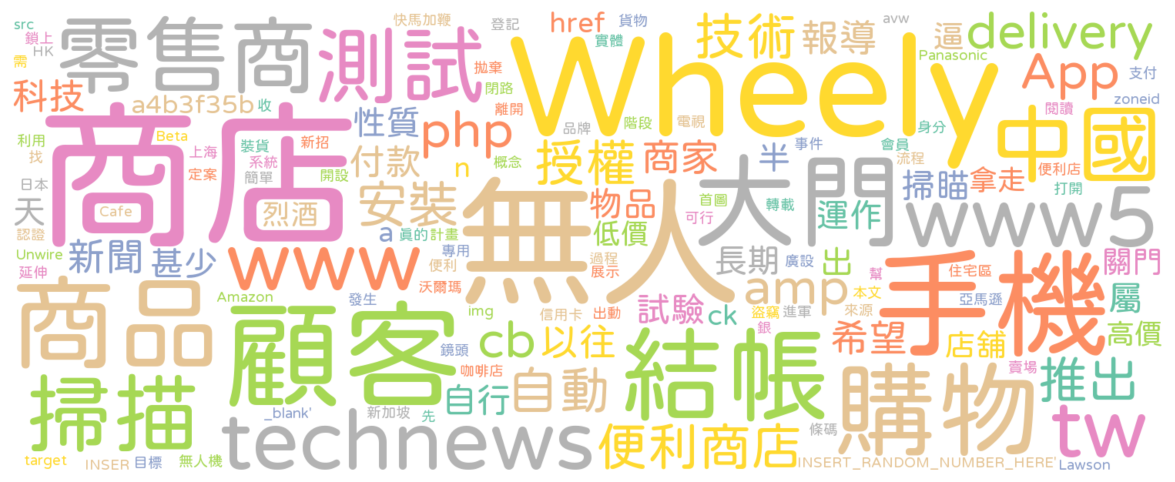 src
鎖上
HK
需
零售商
快馬加鞭
登記
測試
href
實體
拋棄
閉路
Wheely
貨物
技術
報導
avw
逼
delivery
Panasonic
App
支付
zoneid
閱讀
科技
a4b3f35b
收
性質
php
離開
品牌
階段
電視
身分
事件
中國
利用
找
Beta
裝貨
上海
系統
新招
定案
簡單
開設
付款
n
概念
授權
商家
半
會員
流程
掃瞄
拿走
便利店
打開
商店
日本
天
Cafe
烈酒
安裝
無人
物品
首圖
可行
轉載
大門
運作
www5
認證
Unwire
延伸
新聞
甚少
www
a
真的
計畫
專用
便利
過程
展示
沃爾瑪
低價
長期
廣設
出
幫
住宅區
關門
屬
商品
Amazon
發生
img
信用卡
出動
試驗
ck
盜竊
進軍
銀
amp
本文
來源
亞馬遜
手機
高價
顧客
鏡頭
咖啡店
cb
以往
結帳
希望
店舖
賣場
推出
掃描
_blank'
新加坡
先
自行
自動
購物
條碼
tw
target
INSER
目標
無人機
technews
便利商店
INSERT_RANDOM_NUMBER_HERE'
Lawson